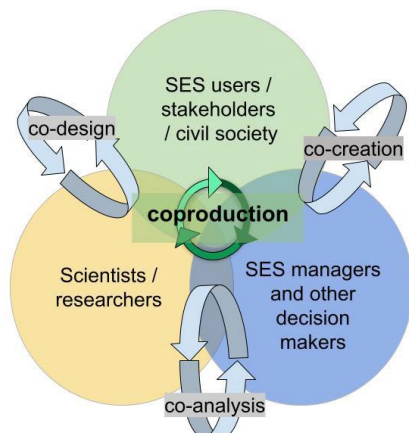 SES users /
stakeholders
/ civil society
co-design
co-creation
coproduction
Scientists /
researchers
SES managers
and other
decision
makers
co-analysis